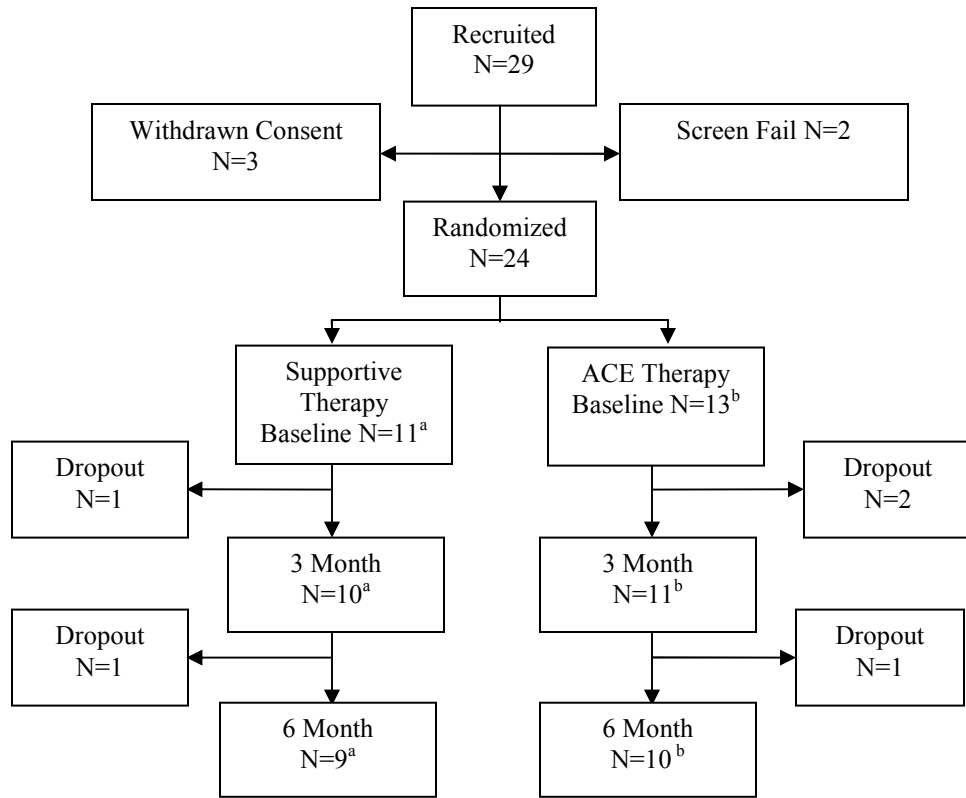 Recruited
N=29
Withdrawn Consent
N=3
Screen Fail N=2
Randomized
N=24
Supportive
Therapy
Baseline N=11ᵃ
ACE Therapy
Baseline N=13ᵇ
Dropout
N=1
Dropout
N=2
3 Month
N=10ᵃ
3 Month
N=11ᵇ
Dropout
N=1
Dropout
N=1
6 Month
N=9ᵃ
6 Month
N=10 ᵇ